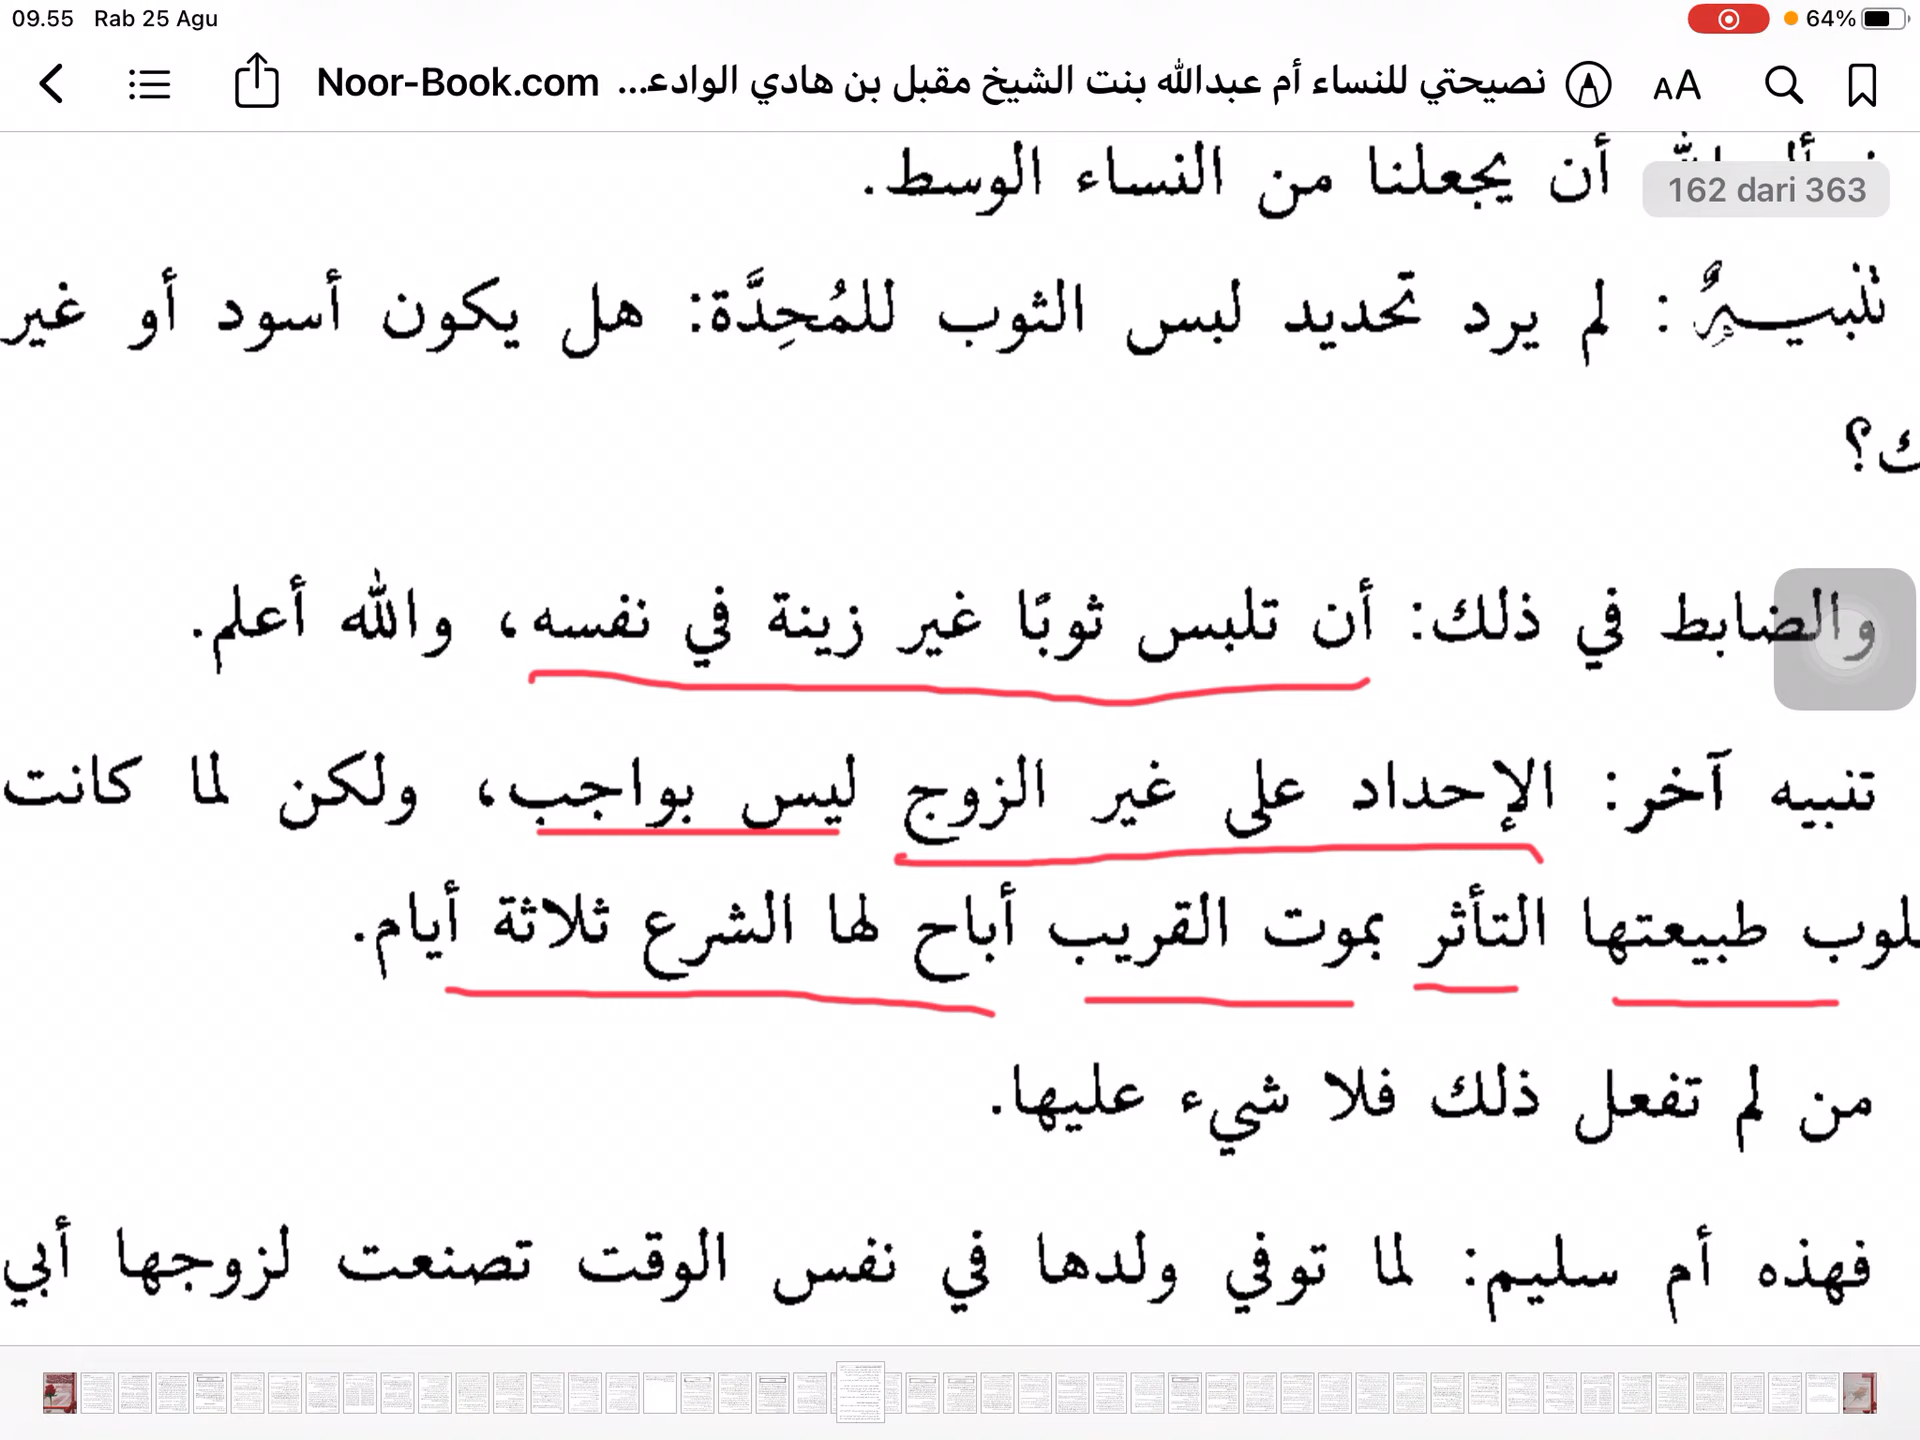 09.55 Rab 25 Agu 64%
Noor-Book.com نصيحتي للنساء أم عبدالله بنت الشيخ مقبل بن هادي الوادع...
أن يجعلنا من النساء الوسط.
162 dari 363
تنبيه: لم يرد تحديد لبس الثوب للمُحِدَّة: هل يكون أسود أو غير
ك؟
والضابط في ذلك: أن تلبس ثوبًا غير زينة في نفسه، والله أعلم.
تنبيه آخر: الإحداد على غير الزوج ليس بواجب، ولكن لما كانت
لوب طبيعتها التأثر بموت القريب أباح لها الشرع ثلاثة أيام.
من لم تفعل ذلك فلا شيء عليها.
فهذه أم سليم: لما توفي ولدها في نفس الوقت تصنعت لزوجها أبي